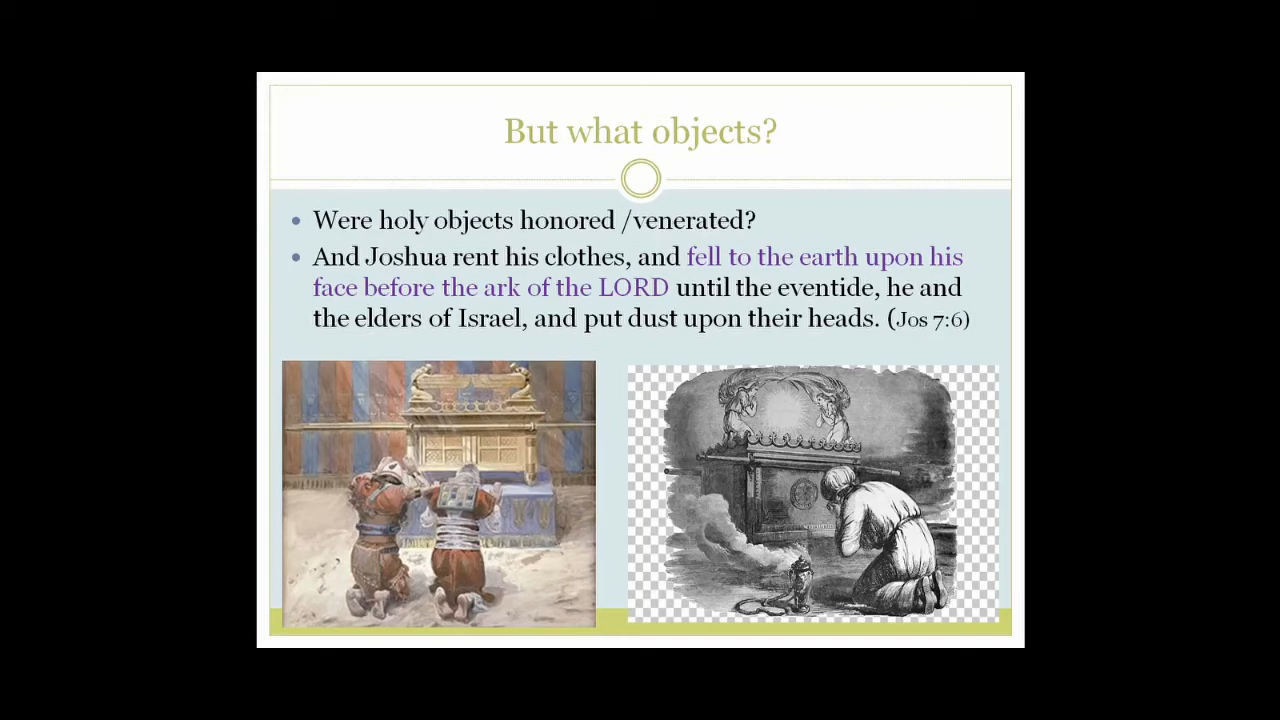 But what objects?
• Were holy objects honored /venerated?
• And Joshua rent his clothes, and fell to the earth upon his
face before the ark of the LORD until the eventide, he and
the elders of Israel, and put dust upon their heads. (Jos 7:6)